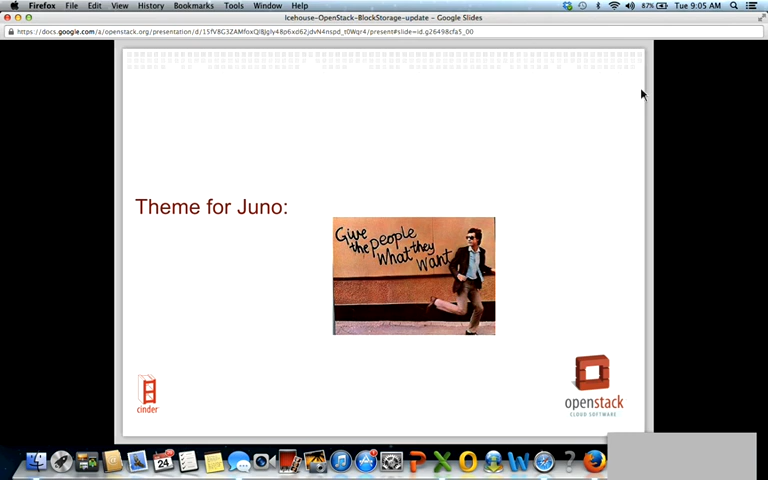 Firefox File Edit View History Bookmarks Tools Window Help 87% Tue 9:05 AM
Icehouse-OpenStack-BlockStorage-update - Google Slides
Theme for Juno:
Give
the people
what they
Want
cinder
openstack
CLOUD SOFTWARE
24